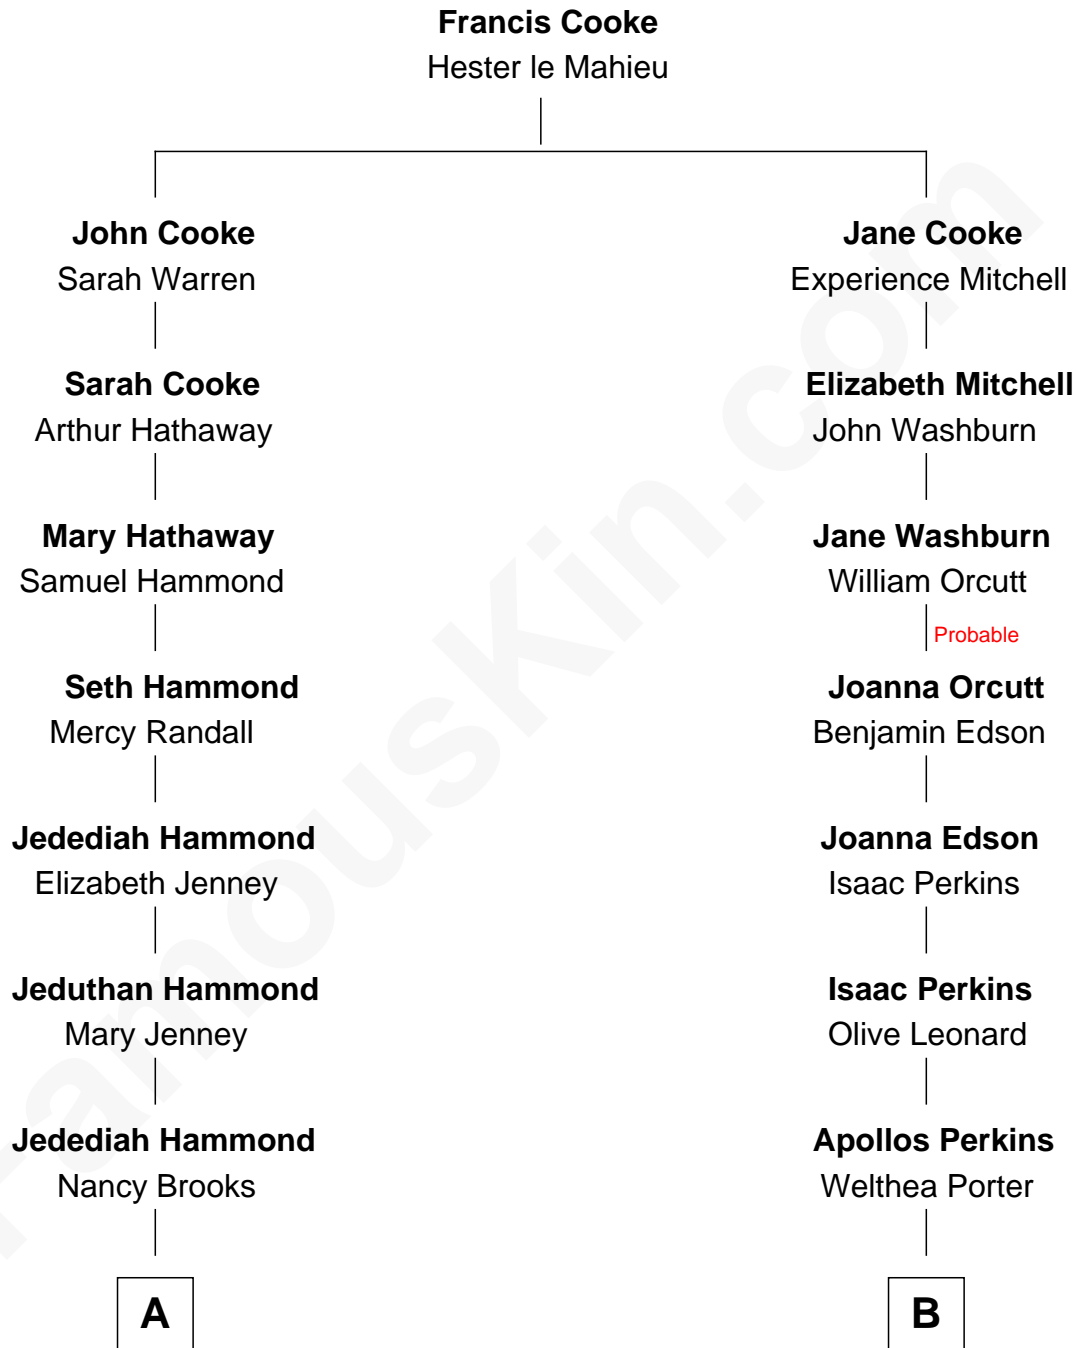 Francis Cooke
Hester le Mahieu
John Cooke
Sarah Warren
Jane Cooke
Experience Mitchell
Sarah Cooke
Arthur Hathaway
Elizabeth Mitchell
John Washburn
Mary Hathaway
Samuel Hammond
Jane Washburn
William Orcutt
Probable
Seth Hammond
Mercy Randall
Joanna Orcutt
Benjamin Edson
Jedediah Hammond
Elizabeth Jenney
Joanna Edson
Isaac Perkins
Jeduthan Hammond
Mary Jenney
Isaac Perkins
Olive Leonard
Jedediah Hammond
Nancy Brooks
Apollos Perkins
Welthea Porter
A
B
FamousKin.com